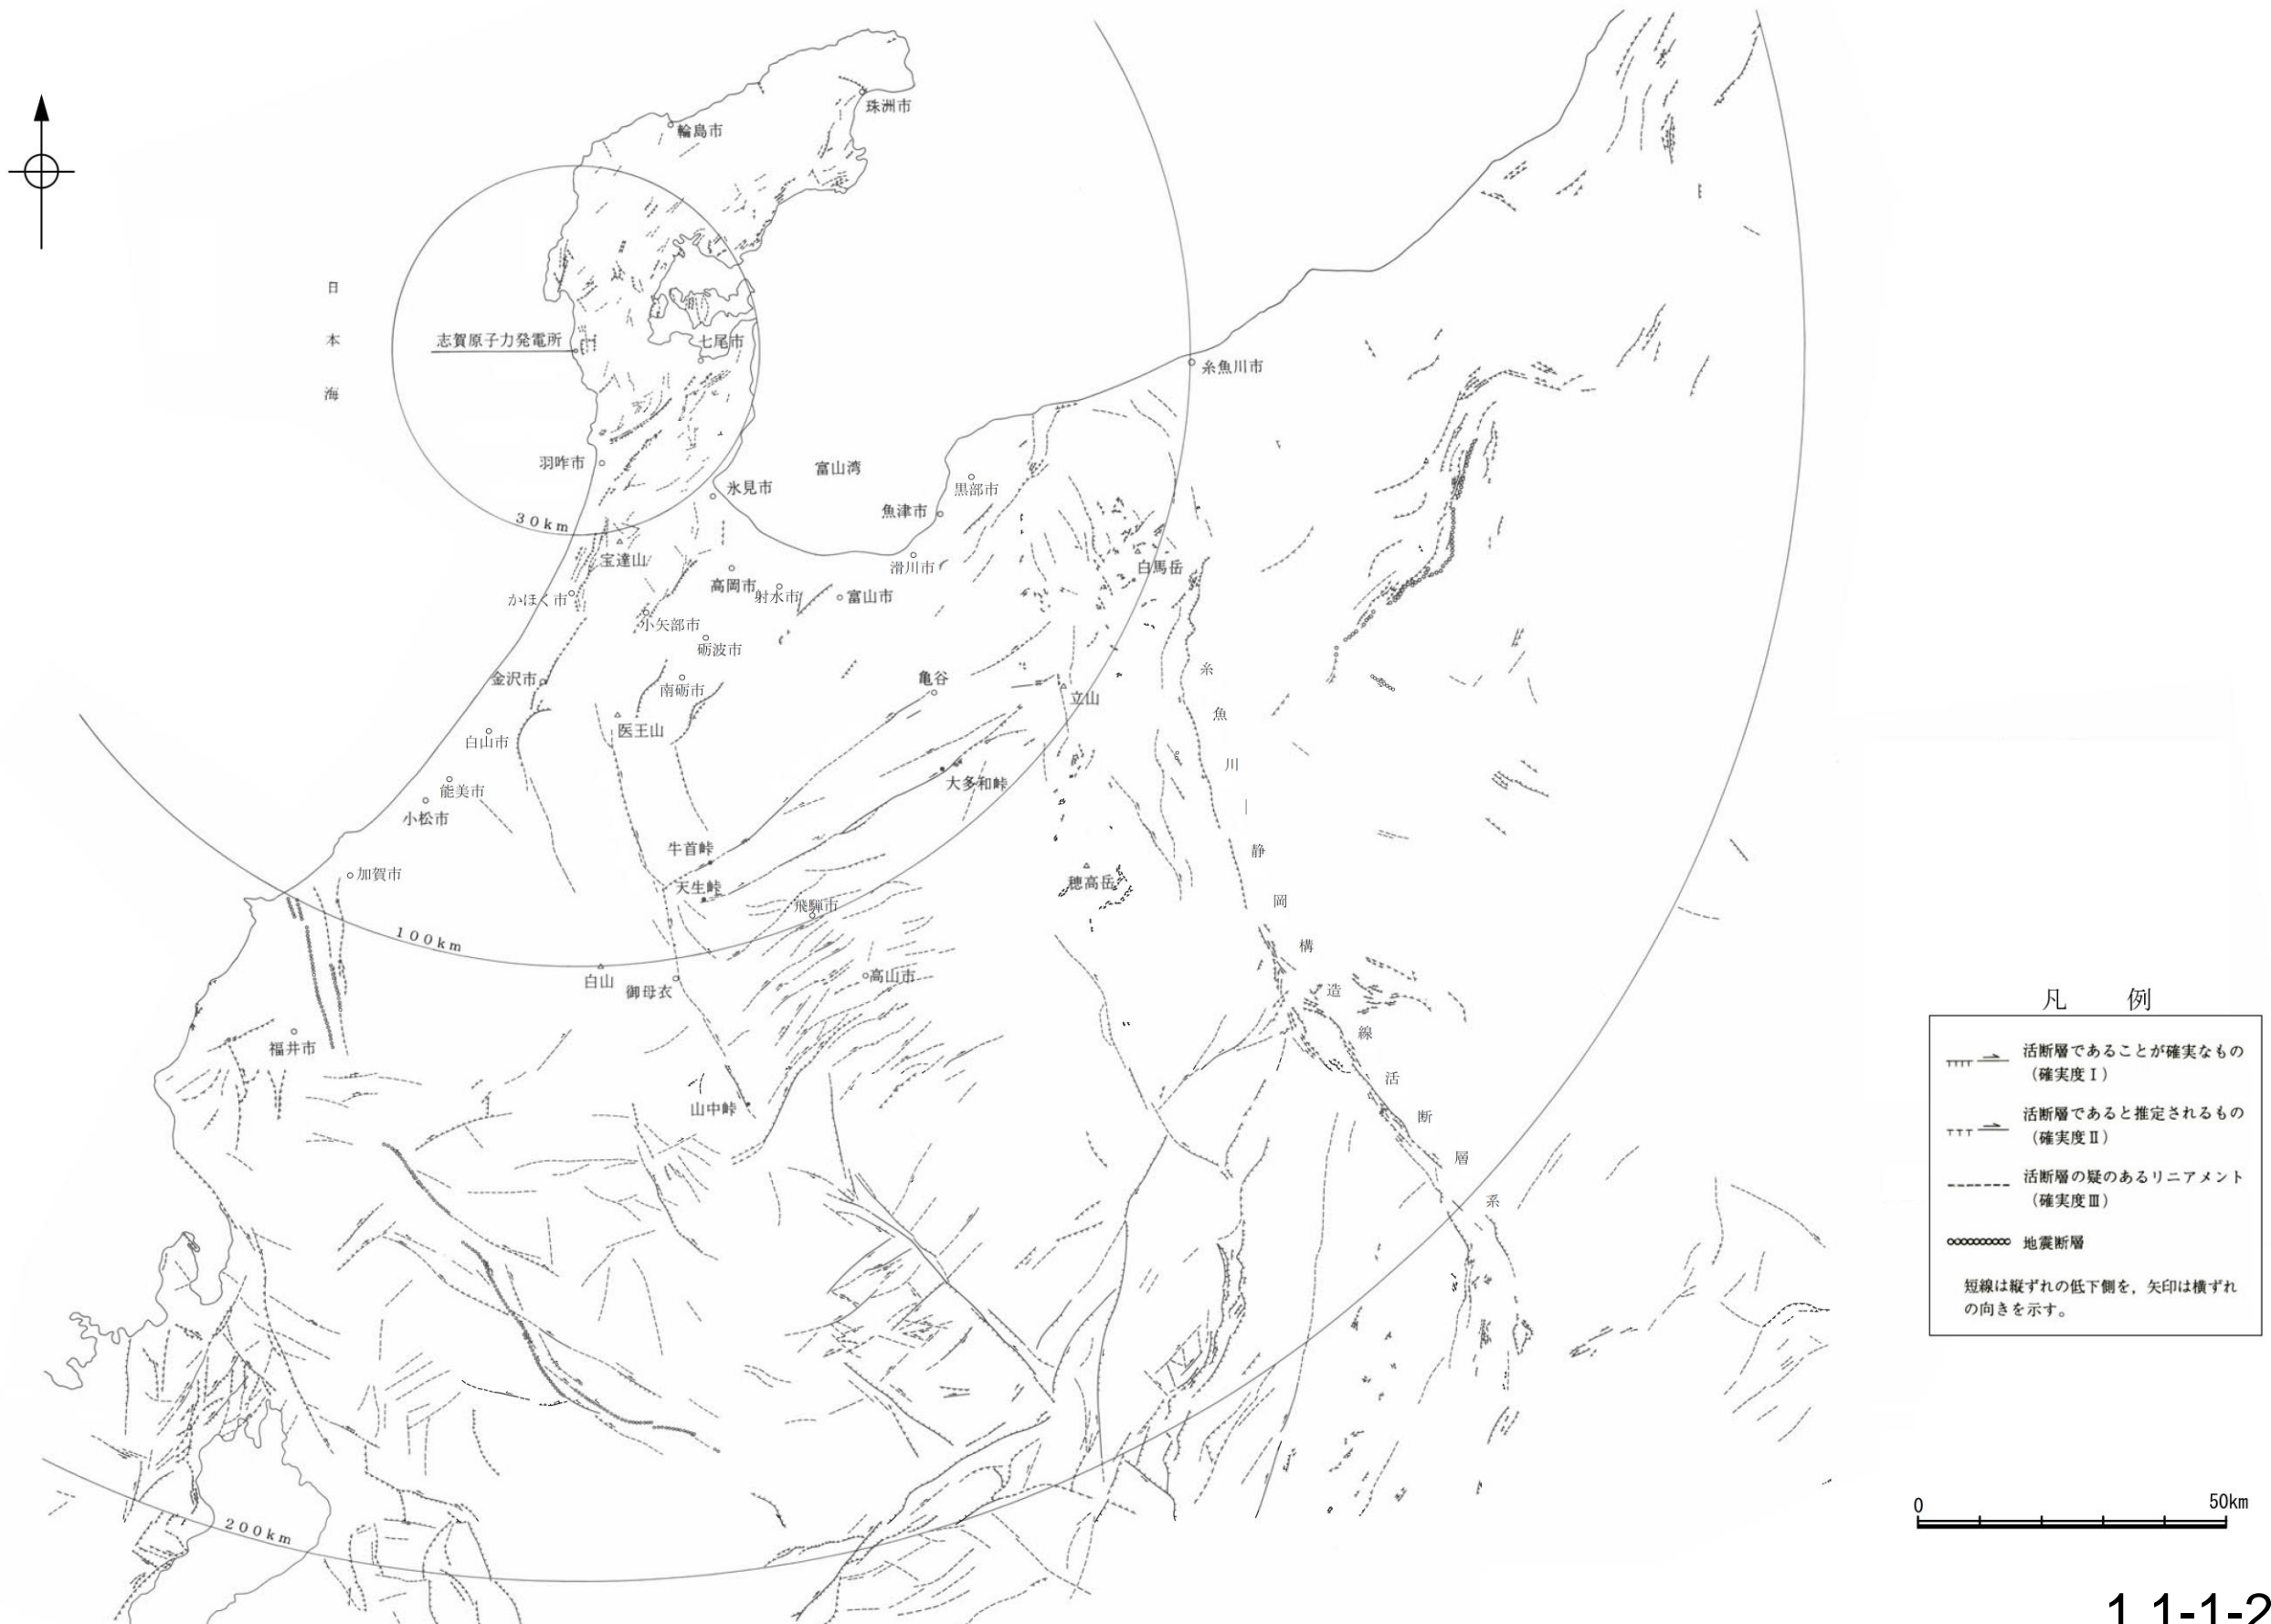 珠洲市
輪島市
日本海
志賀原子力発電所
七尾市
糸魚川市
羽咋市
富山湾
氷見市
黒部市
魚津市
30km
宝達山
滑川市
白馬岳
高岡市
射水市
富山市
かほく市
小矢部市
砺波市
糸魚川―静岡構造線活断層系
金沢市
南砺市
亀谷
立山
医王山
白山市
大多和峠
能美市
小松市
牛首峠
加賀市
天生峠
穂高岳
飛騨市
100km
白山
御母衣
高山市
福井市
山中峠
200km
凡 例
活断層であることが確実なもの
(確実度Ⅰ)
活断層であると推定されるもの
(確実度Ⅱ)
活断層の疑のあるリニアメント
(確実度Ⅲ)
地震断層
短線は縦ずれの低下側を,矢印は横ずれ
の向きを示す。
0 50km
1.1-1-2